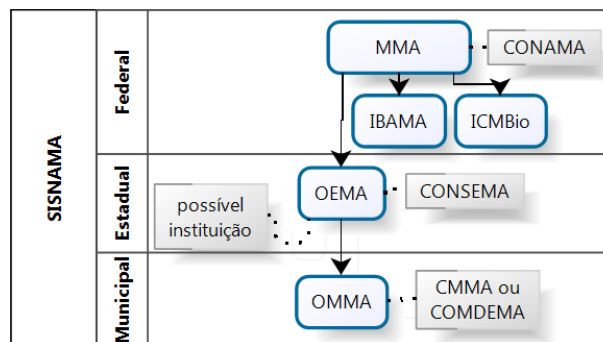 SISNAMA
Federal
MMA
CONAMA
IBAMA
ICMBio
Estadual
OEMA
CONSEMA
possível
instituição
Municipal
OMMA
CMMA ou
COMDEMA